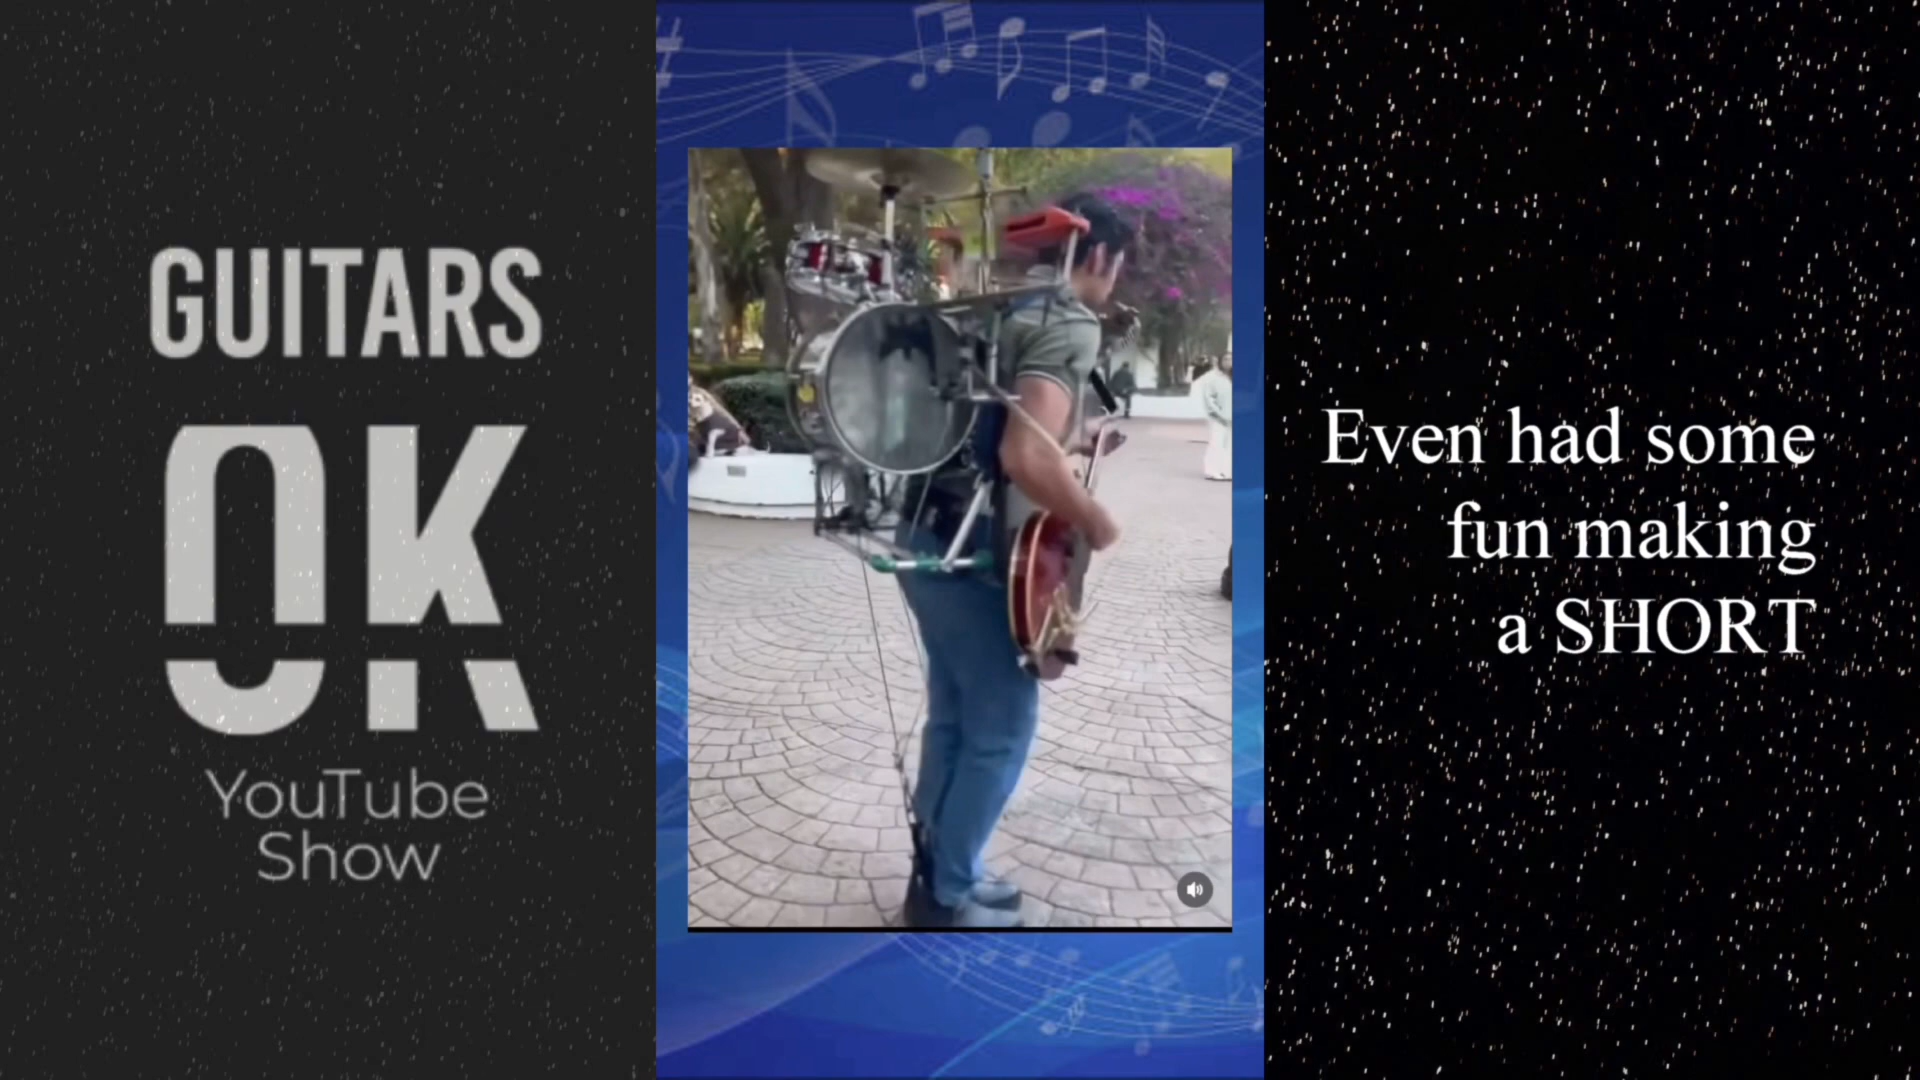 GUITARS
OK
YouTube
Show
Even had some
fun making
a SHORT